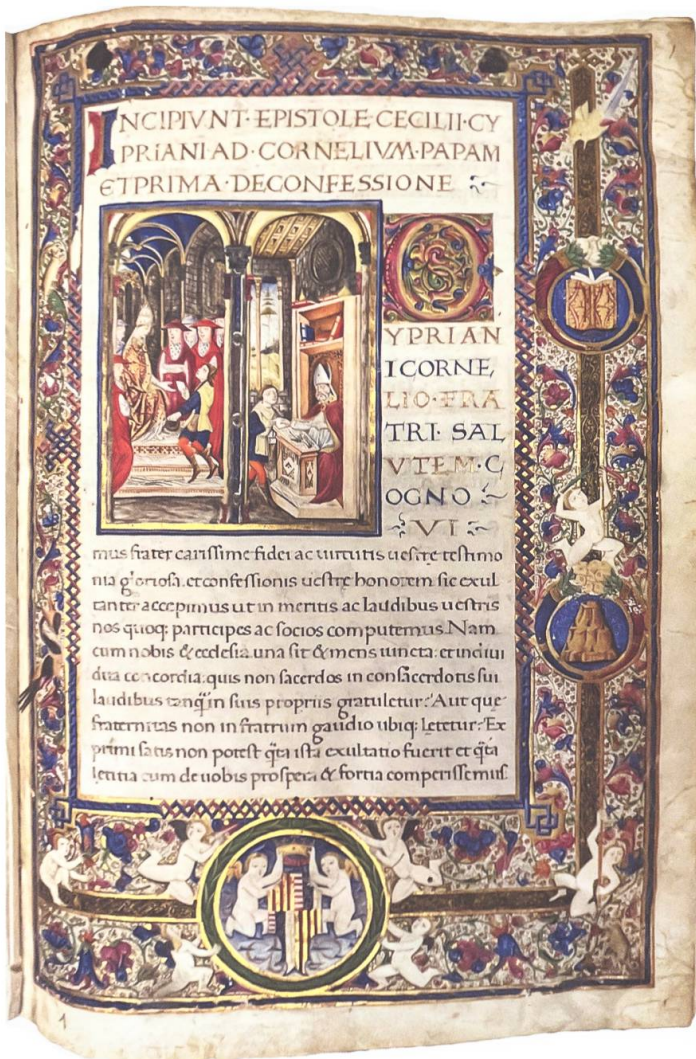 INCIPIVNT·EPISTOLE·CECILII·CY
PRIANI AD·CORNELIVM·PAPAM
ET PRIMA·DE CONFESSIONE
C
YPRIAN
I CORNE,
LIO·FRA
TRI·SAL
VTEM·C
OGNO
VI
mus frater carissime fidei ac uirtutis uestre testimo
nia gloriosa. et confessionis uestre honorem sic exul
tanter accepimus ut in meritis ac laudibus uestris
nos quoq; participes ac socios computemus. Nam
cum nobis & ecclesia una sit & mens iuncta: et indiui
dua concordia: quis non sacerdos in consacerdotis sui
laudibus tanq̃ in suis propriis gratuletur: Aut que
fraternitas non in fratrum gaudio ubiq; letetur: Ex
primi satis non potest q̃ta ista exultatio fuerit et q̃ta
letitia cum de uobis prospera & fortia comperissemus.
1